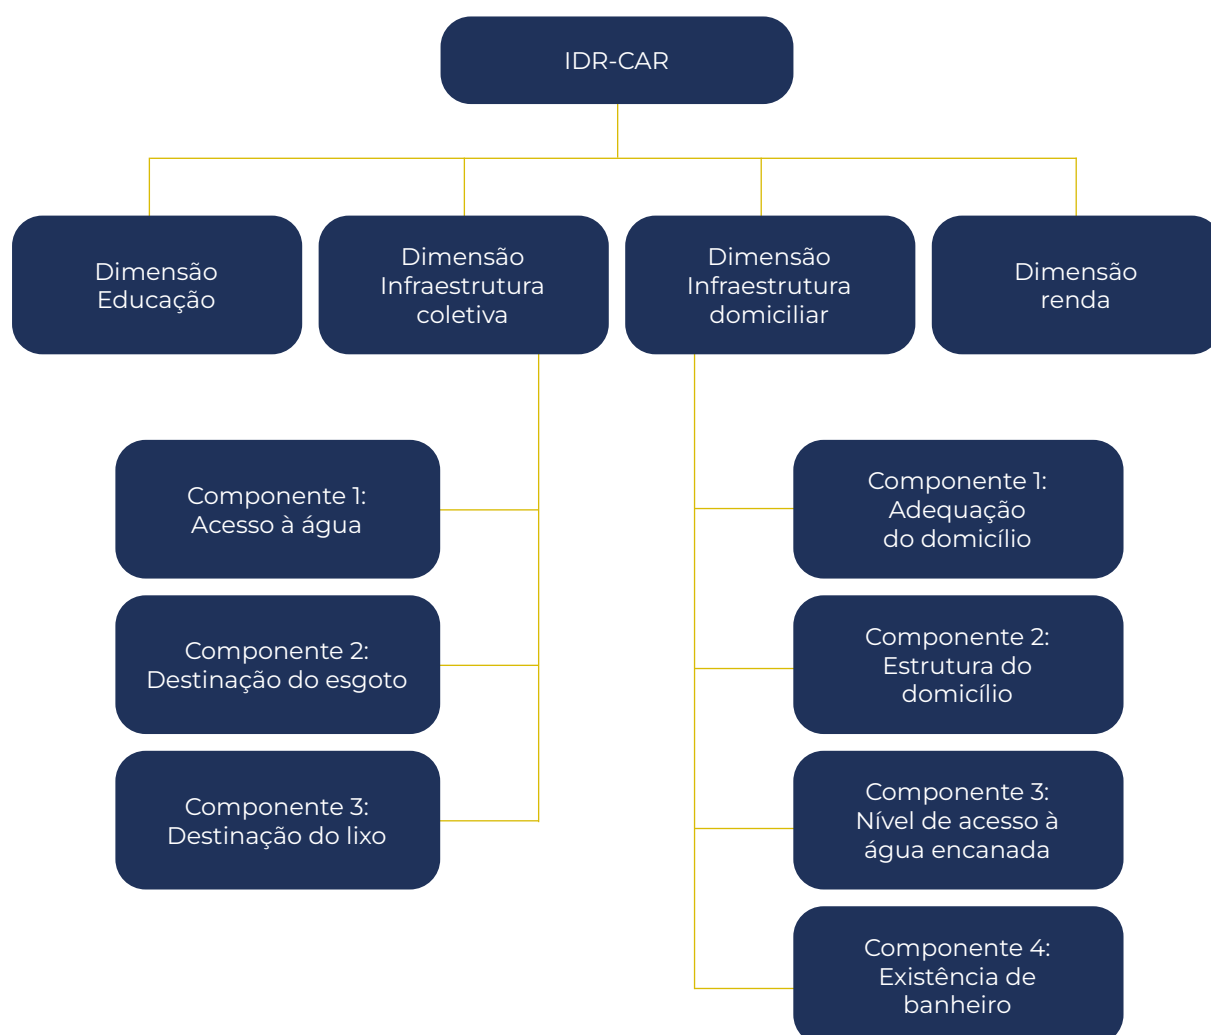 IDR-CAR
Dimensão
Educação
Dimensão
Infraestrutura
coletiva
Dimensão
Infraestrutura
domiciliar
Dimensão
renda
Componente 1:
Acesso à água
Componente 2:
Destinação do esgoto
Componente 3:
Destinação do lixo
Componente 1:
Adequação
do domicílio
Componente 2:
Estrutura do
domicílio
Componente 3:
Nível de acesso à
água encanada
Componente 4:
Existência de
banheiro